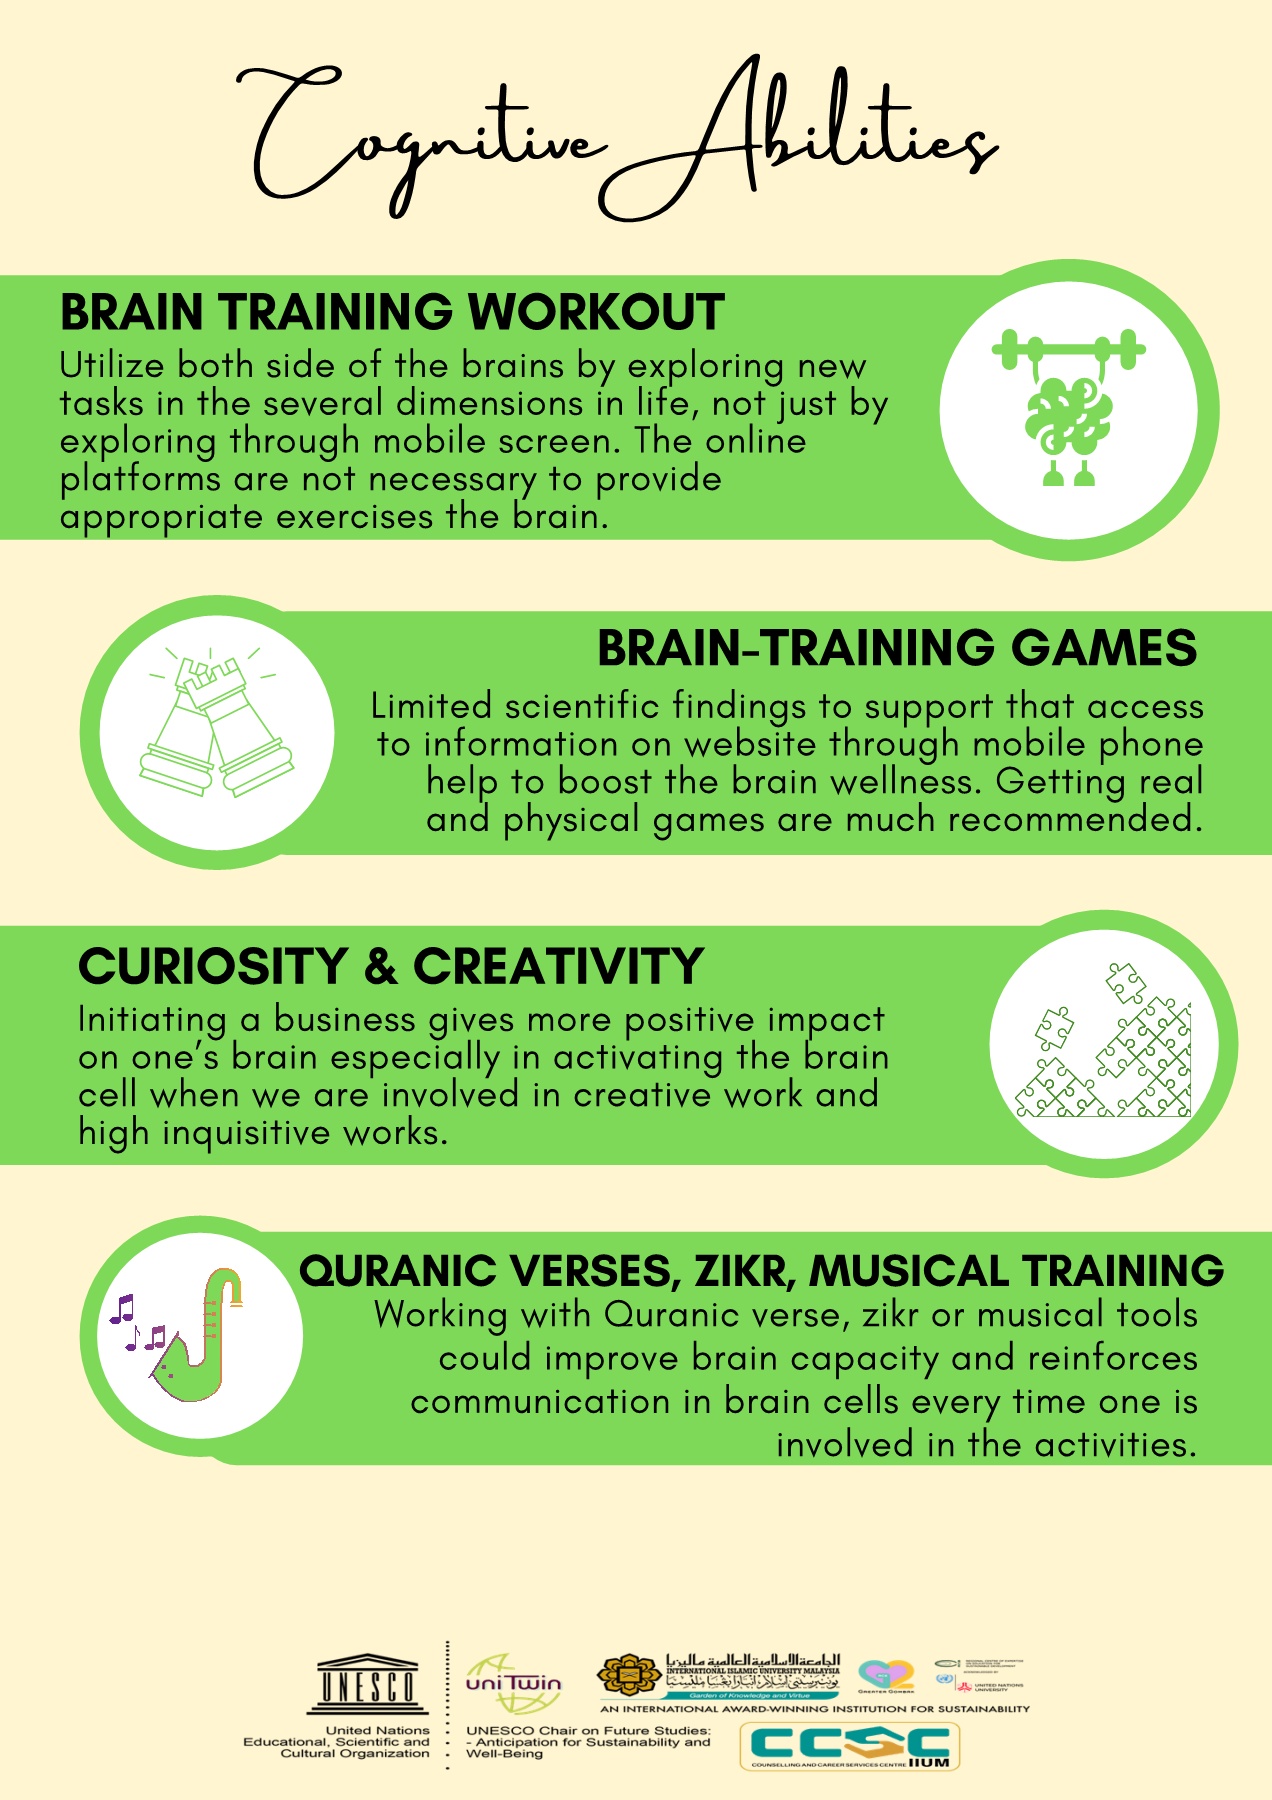 Cognitive Abilities
BRAIN TRAINING WORKOUT
Utilize both side of the brains by exploring new
tasks in the several dimensions in life, not just by
exploring through mobile screen. The online
platforms are not necessary to provide
appropriate exercises the brain.
BRAIN-TRAINING GAMES
Limited scientific findings to support that access
to information on website through mobile phone
help to boost the brain wellness. Getting real
and physical games are much recommended.
CURIOSITY & CREATIVITY
Initiating a business gives more positive impact
on one's brain especially in activating the brain
cell when we are involved in creative work and
high inquisitive works.
QURANIC VERSES, ZIKR, MUSICAL TRAINING
Working with Quranic verse, zikr or musical tools
could improve brain capacity and reinforces
communication in brain cells every time one is
involved in the activities.
UNESCO
United Nations
Educational, Scientific and
Cultural Organization
uniTwin
UNESCO Chair on Future Studies:
- Anticipation for Sustainability and
Well-Being
الجامعة الإسلامية العالمية ماليزيا
INTERNATIONAL ISLAMIC UNIVERSITY MALAYSIA
Garden of Knowledge and Virtue
GREATER GOMBAK
UNITED NATIONS
UNIVERSITY
AN INTERNATIONAL AWARD-WINNING INSTITUTION FOR SUSTAINABILITY
CCSC
COUNSELLING AND CAREER SERVICES CENTRE IIUM